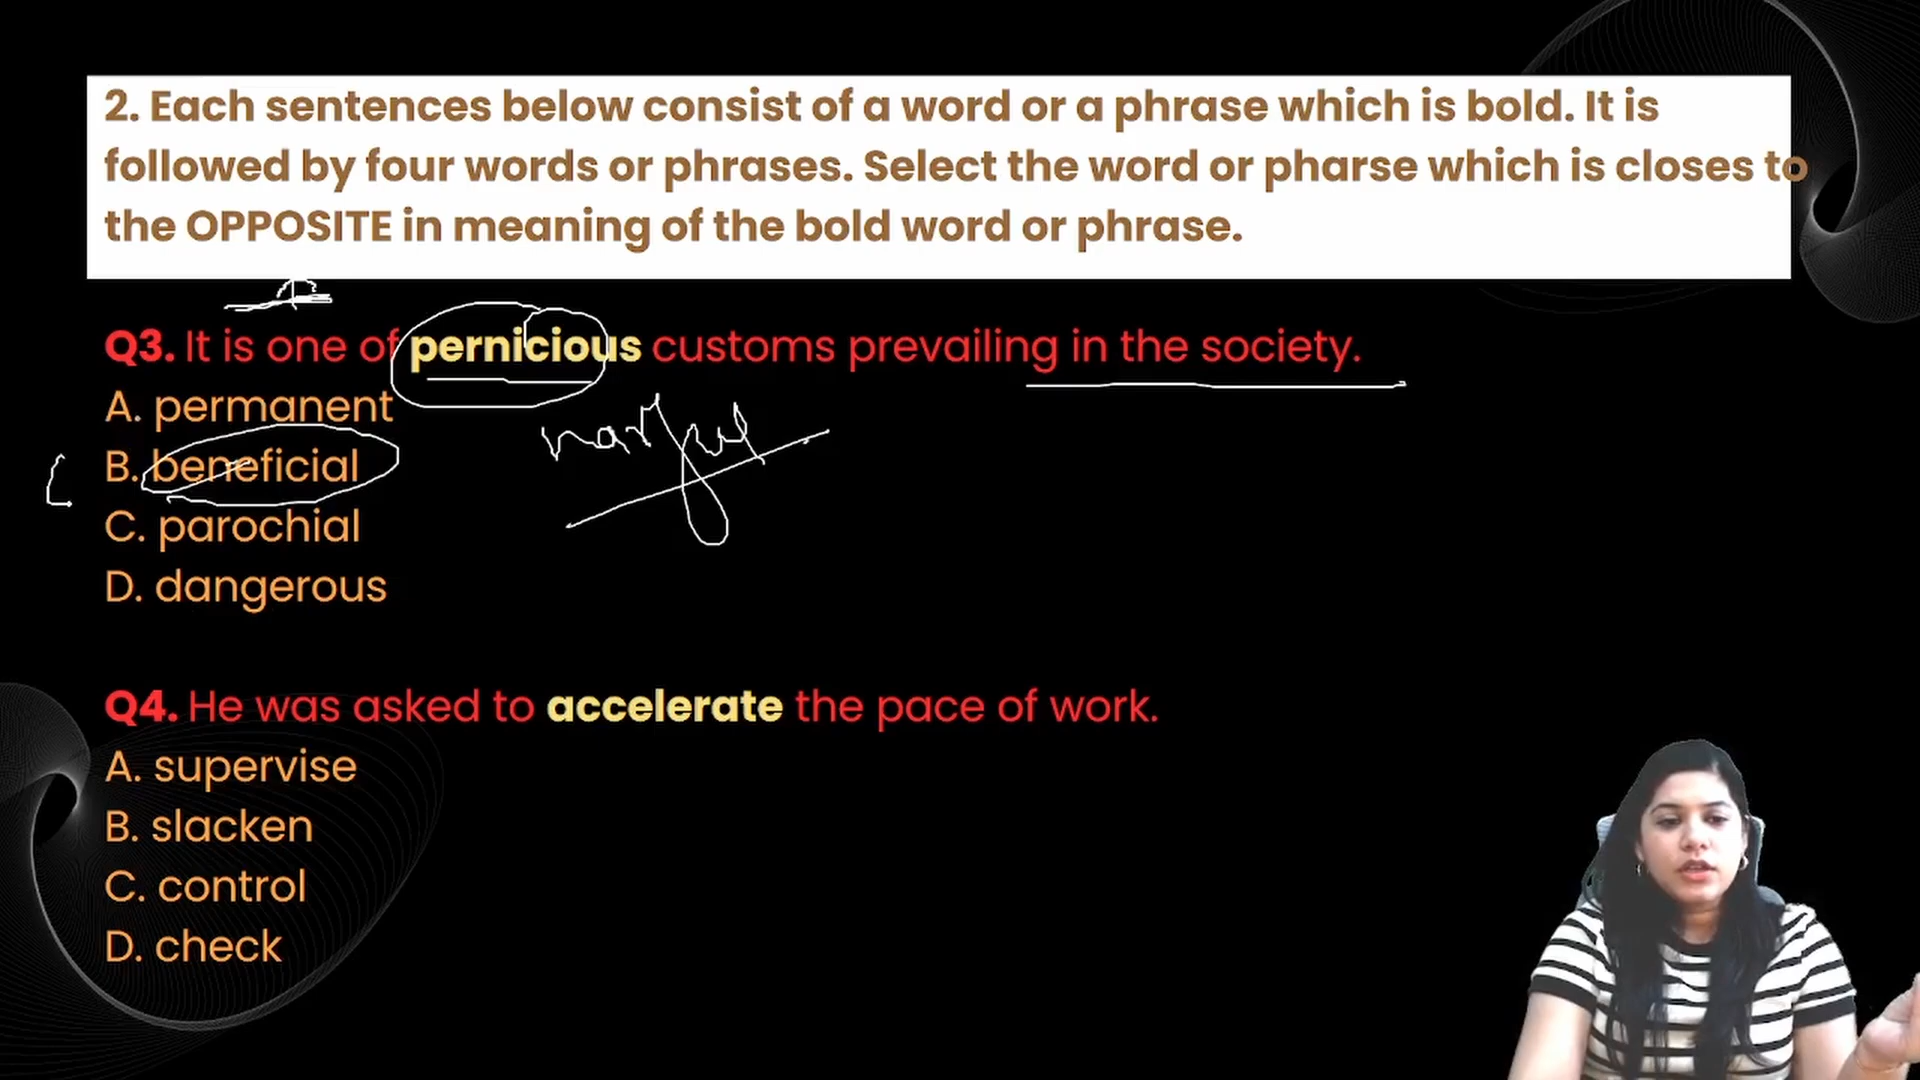 2. Each sentences below consist of a word or a phrase which is bold. It is
followed by four words or phrases. Select the word or pharse which is closes to
the OPPOSITE in meaning of the bold word or phrase.
Q3. It is one of pernicious customs prevailing in the society.
A. permanent
B. beneficial
C. parochial
D. dangerous
Q4. He was asked to accelerate the pace of work.
A. supervise
B. slacken
C. control
D. check